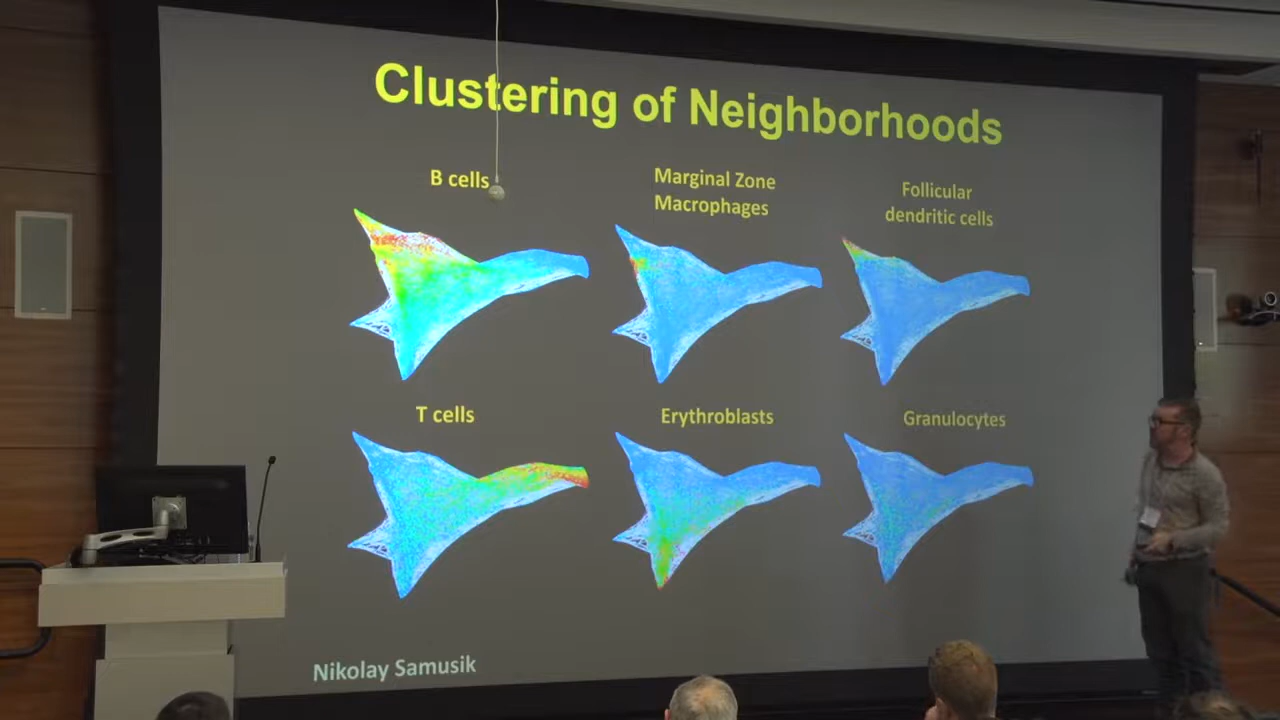 Clustering of Neighborhoods
B cells
Marginal Zone
Macrophages
Follicular
dendritic cells
T cells
Erythroblasts
Granulocytes
Nikolay Samusik